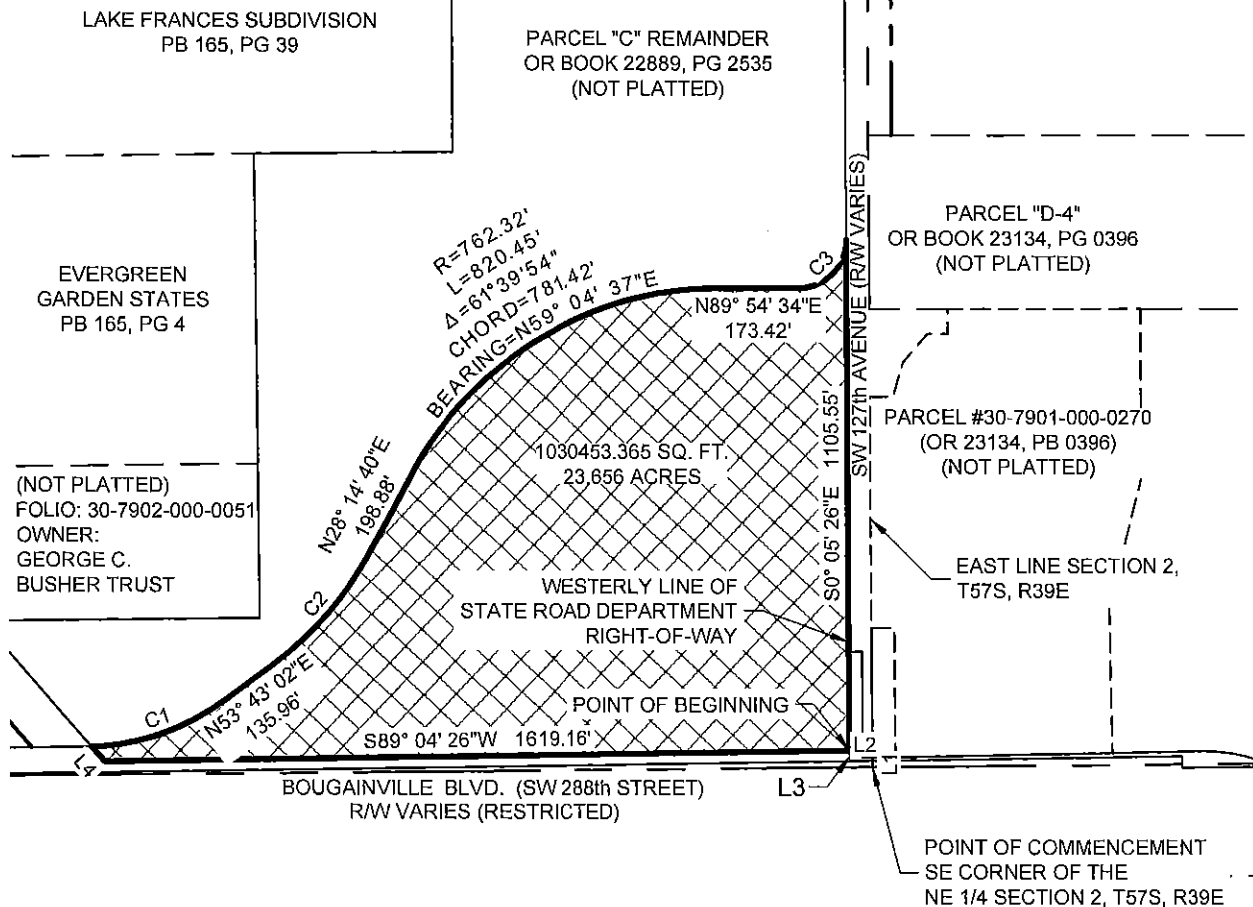 LAKE FRANCES SUBDIVISION
PB 165, PG 39
PARCEL "C" REMAINDER
OR BOOK 22889, PG 2535
(NOT PLATTED)
EVERGREEN
GARDEN STATES
PB 165, PG 4
R=762.32'
L=820.45'
Δ=61°39'54"
CHORD=781.42'
BEARING=N59° 04' 37"E
C3
N89° 54' 34"E
173.42'
SW 127th AVENUE (R/W VARIES)
PARCEL "D-4"
OR BOOK 23134, PG 0396
(NOT PLATTED)
PARCEL #30-7901-000-0270
(OR 23134, PB 0396)
(NOT PLATTED)
1030453.365 SQ. FT.
23,656 ACRES
S0° 05' 26"E 1105.55'
(NOT PLATTED)
FOLIO: 30-7902-000-0051
OWNER:
GEORGE C.
BUSHER TRUST
N28° 14' 40"E
198.88'
C2
WESTERLY LINE OF
STATE ROAD DEPARTMENT
RIGHT-OF-WAY
EAST LINE SECTION 2,
T57S, R39E
C1
N53° 43' 02"E
135.96'
POINT OF BEGINNING
S89° 04' 26"W 1619.16'
L2
L1
L4
L3
BOUGAINVILLE BLVD. (SW 288th STREET)
R/W VARIES (RESTRICTED)
POINT OF COMMENCEMENT
SE CORNER OF THE
NE 1/4 SECTION 2, T57S, R39E